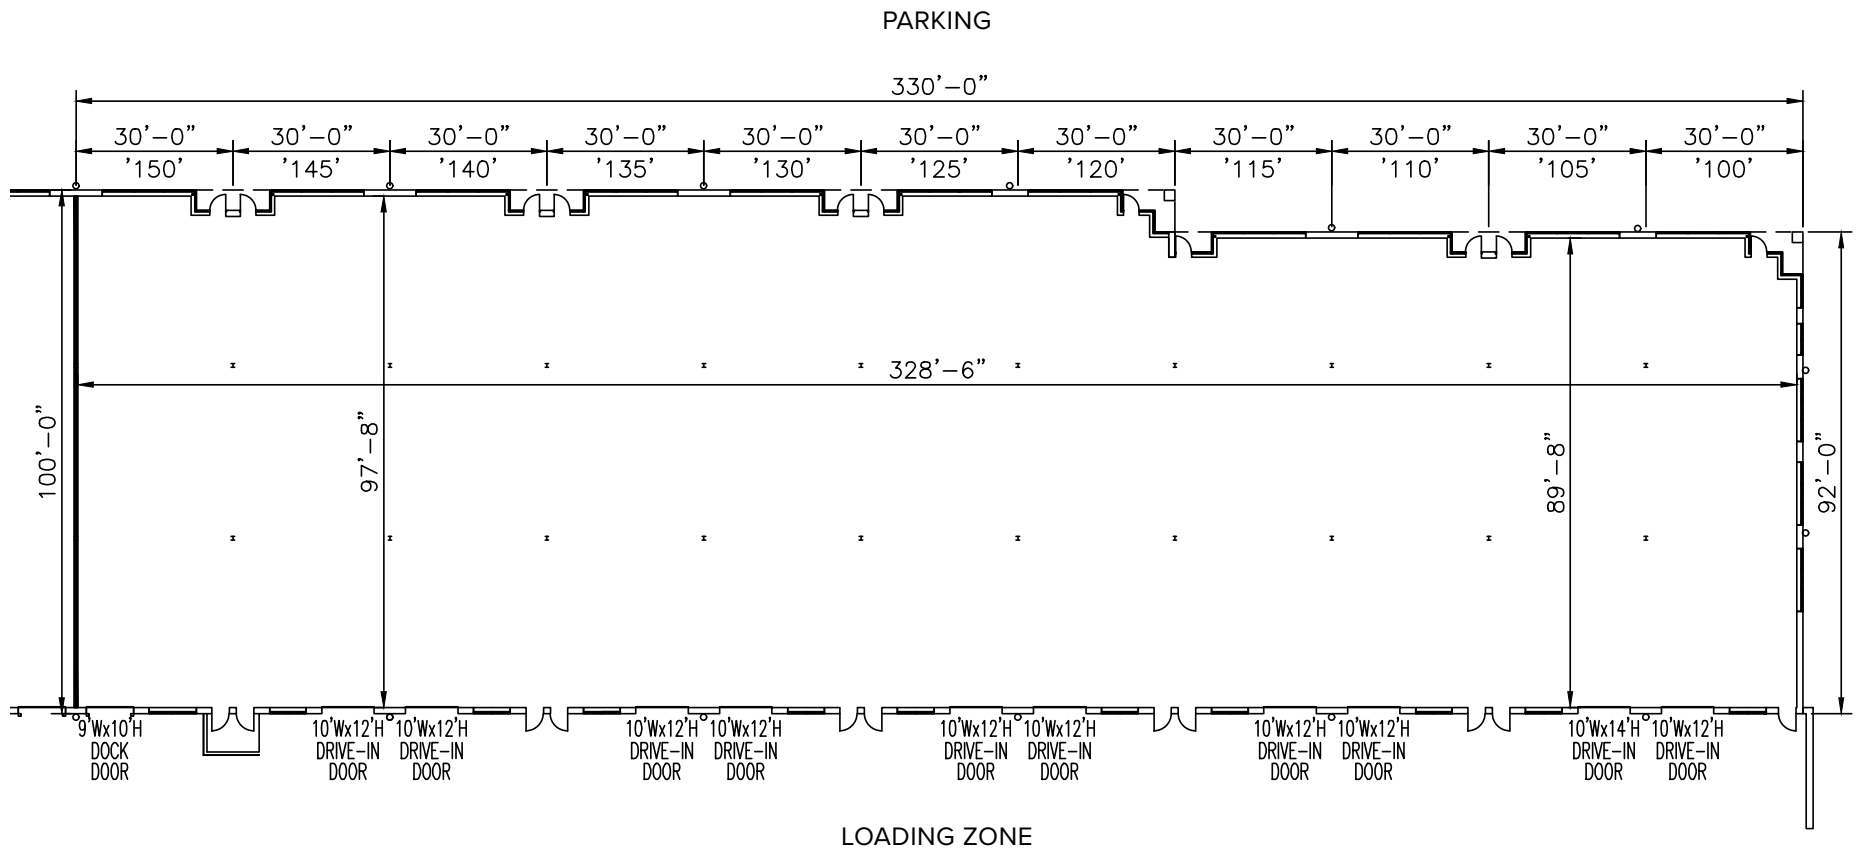 PARKING
330'-0"
30'-0" 30'-0" 30'-0" 30'-0" 30'-0" 30'-0" 30'-0" 30'-0" 30'-0" 30'-0" 30'-0"
'150' '145' '140' '135' '130' '125' '120' '115' '110' '105' '100'
328'-6"
100'-0"
97'-8"
89'-8"
92'-0"
9'Wx10'H
DOCK
DOOR
10'Wx12'H
DRIVE-IN
DOOR
10'Wx12'H
DRIVE-IN
DOOR
10'Wx12'H
DRIVE-IN
DOOR
10'Wx12'H
DRIVE-IN
DOOR
10'Wx12'H
DRIVE-IN
DOOR
10'Wx12'H
DRIVE-IN
DOOR
10'Wx12'H
DRIVE-IN
DOOR
10'Wx12'H
DRIVE-IN
DOOR
10'Wx14'H
DRIVE-IN
DOOR
10'Wx12'H
DRIVE-IN
DOOR
LOADING ZONE